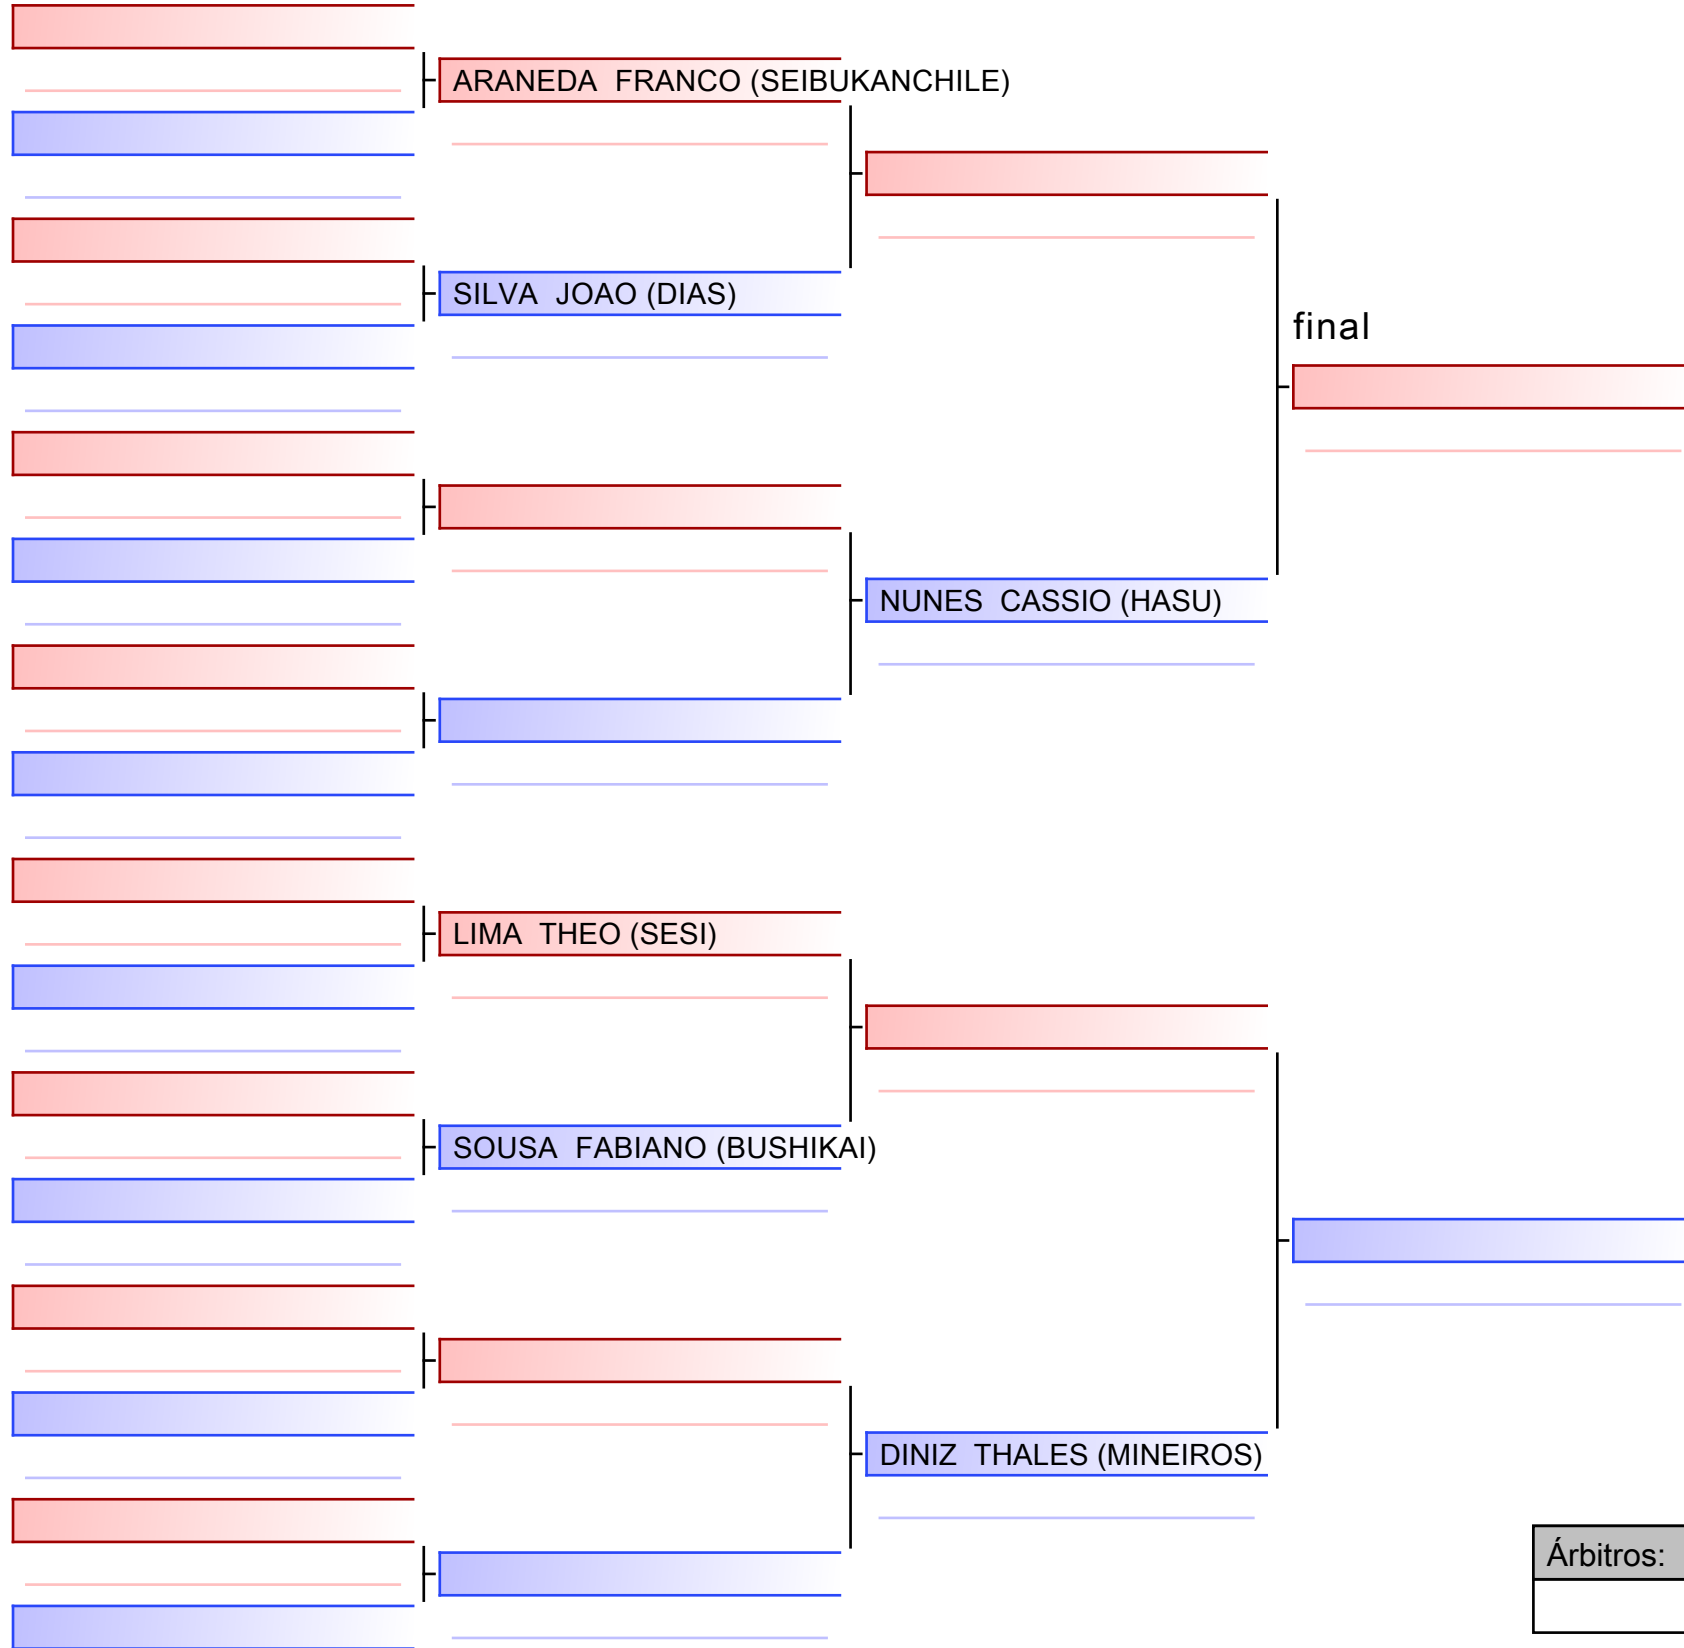 ARANEDA FRANCO (SEIBUKANCHILE)
SILVA JOAO (DIAS)
final
NUNES CASSIO (HASU)
LIMA THEO (SESI)
SOUSA FABIANO (BUSHIKAI)
DINIZ THALES (MINEIROS)
Árbitros: